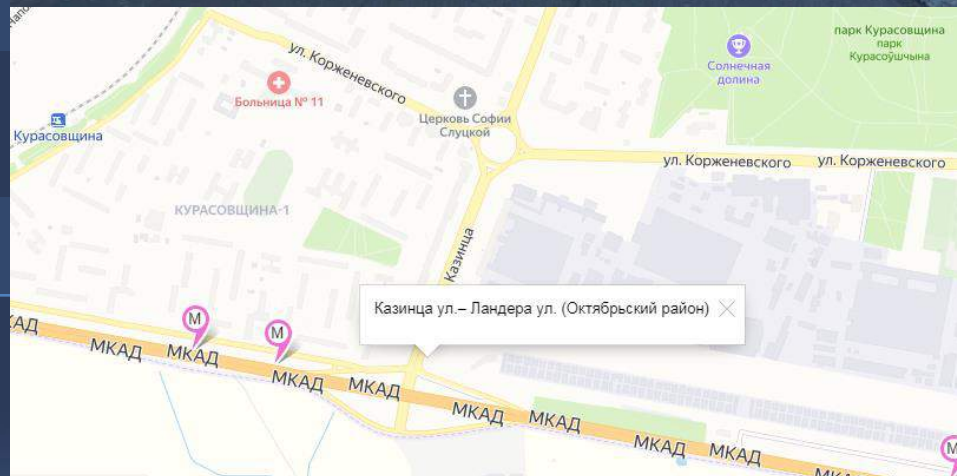 ул. Корженевского
Больница № 11
Курасовщина
Церковь Софии
Слуцкой
Солнечная
долина
парк Курасовщина
парк
Курасоўшчына
ул. Корженевского
ул. Корженевского
КУРАСОВЩИНА-1
Казинца
Казинца ул.– Ландера ул. (Октябрьский район)
М
М
МКАД
МКАД
МКАД
МКАД
МКАД
МКАД
МКАД
МКАД
МКАД
МКАД
М